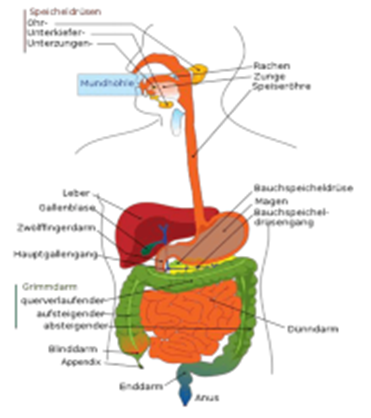 Speicheldrüsen
Ohr-
Unterkiefer-
Unterzungen-
Mundhöhle
Rachen
Zunge
Speiseröhre
Leber
Gallenblase
Zwölffingerdarm
Hauptgallengang
Bauchspeicheldrüse
Magen
Bauchspeichel-
drüsengang
Grimmdarm
querverlaufender
aufsteigender
absteigender
Blinddarm
Appendix
Enddarm
Dünndarm
Anus